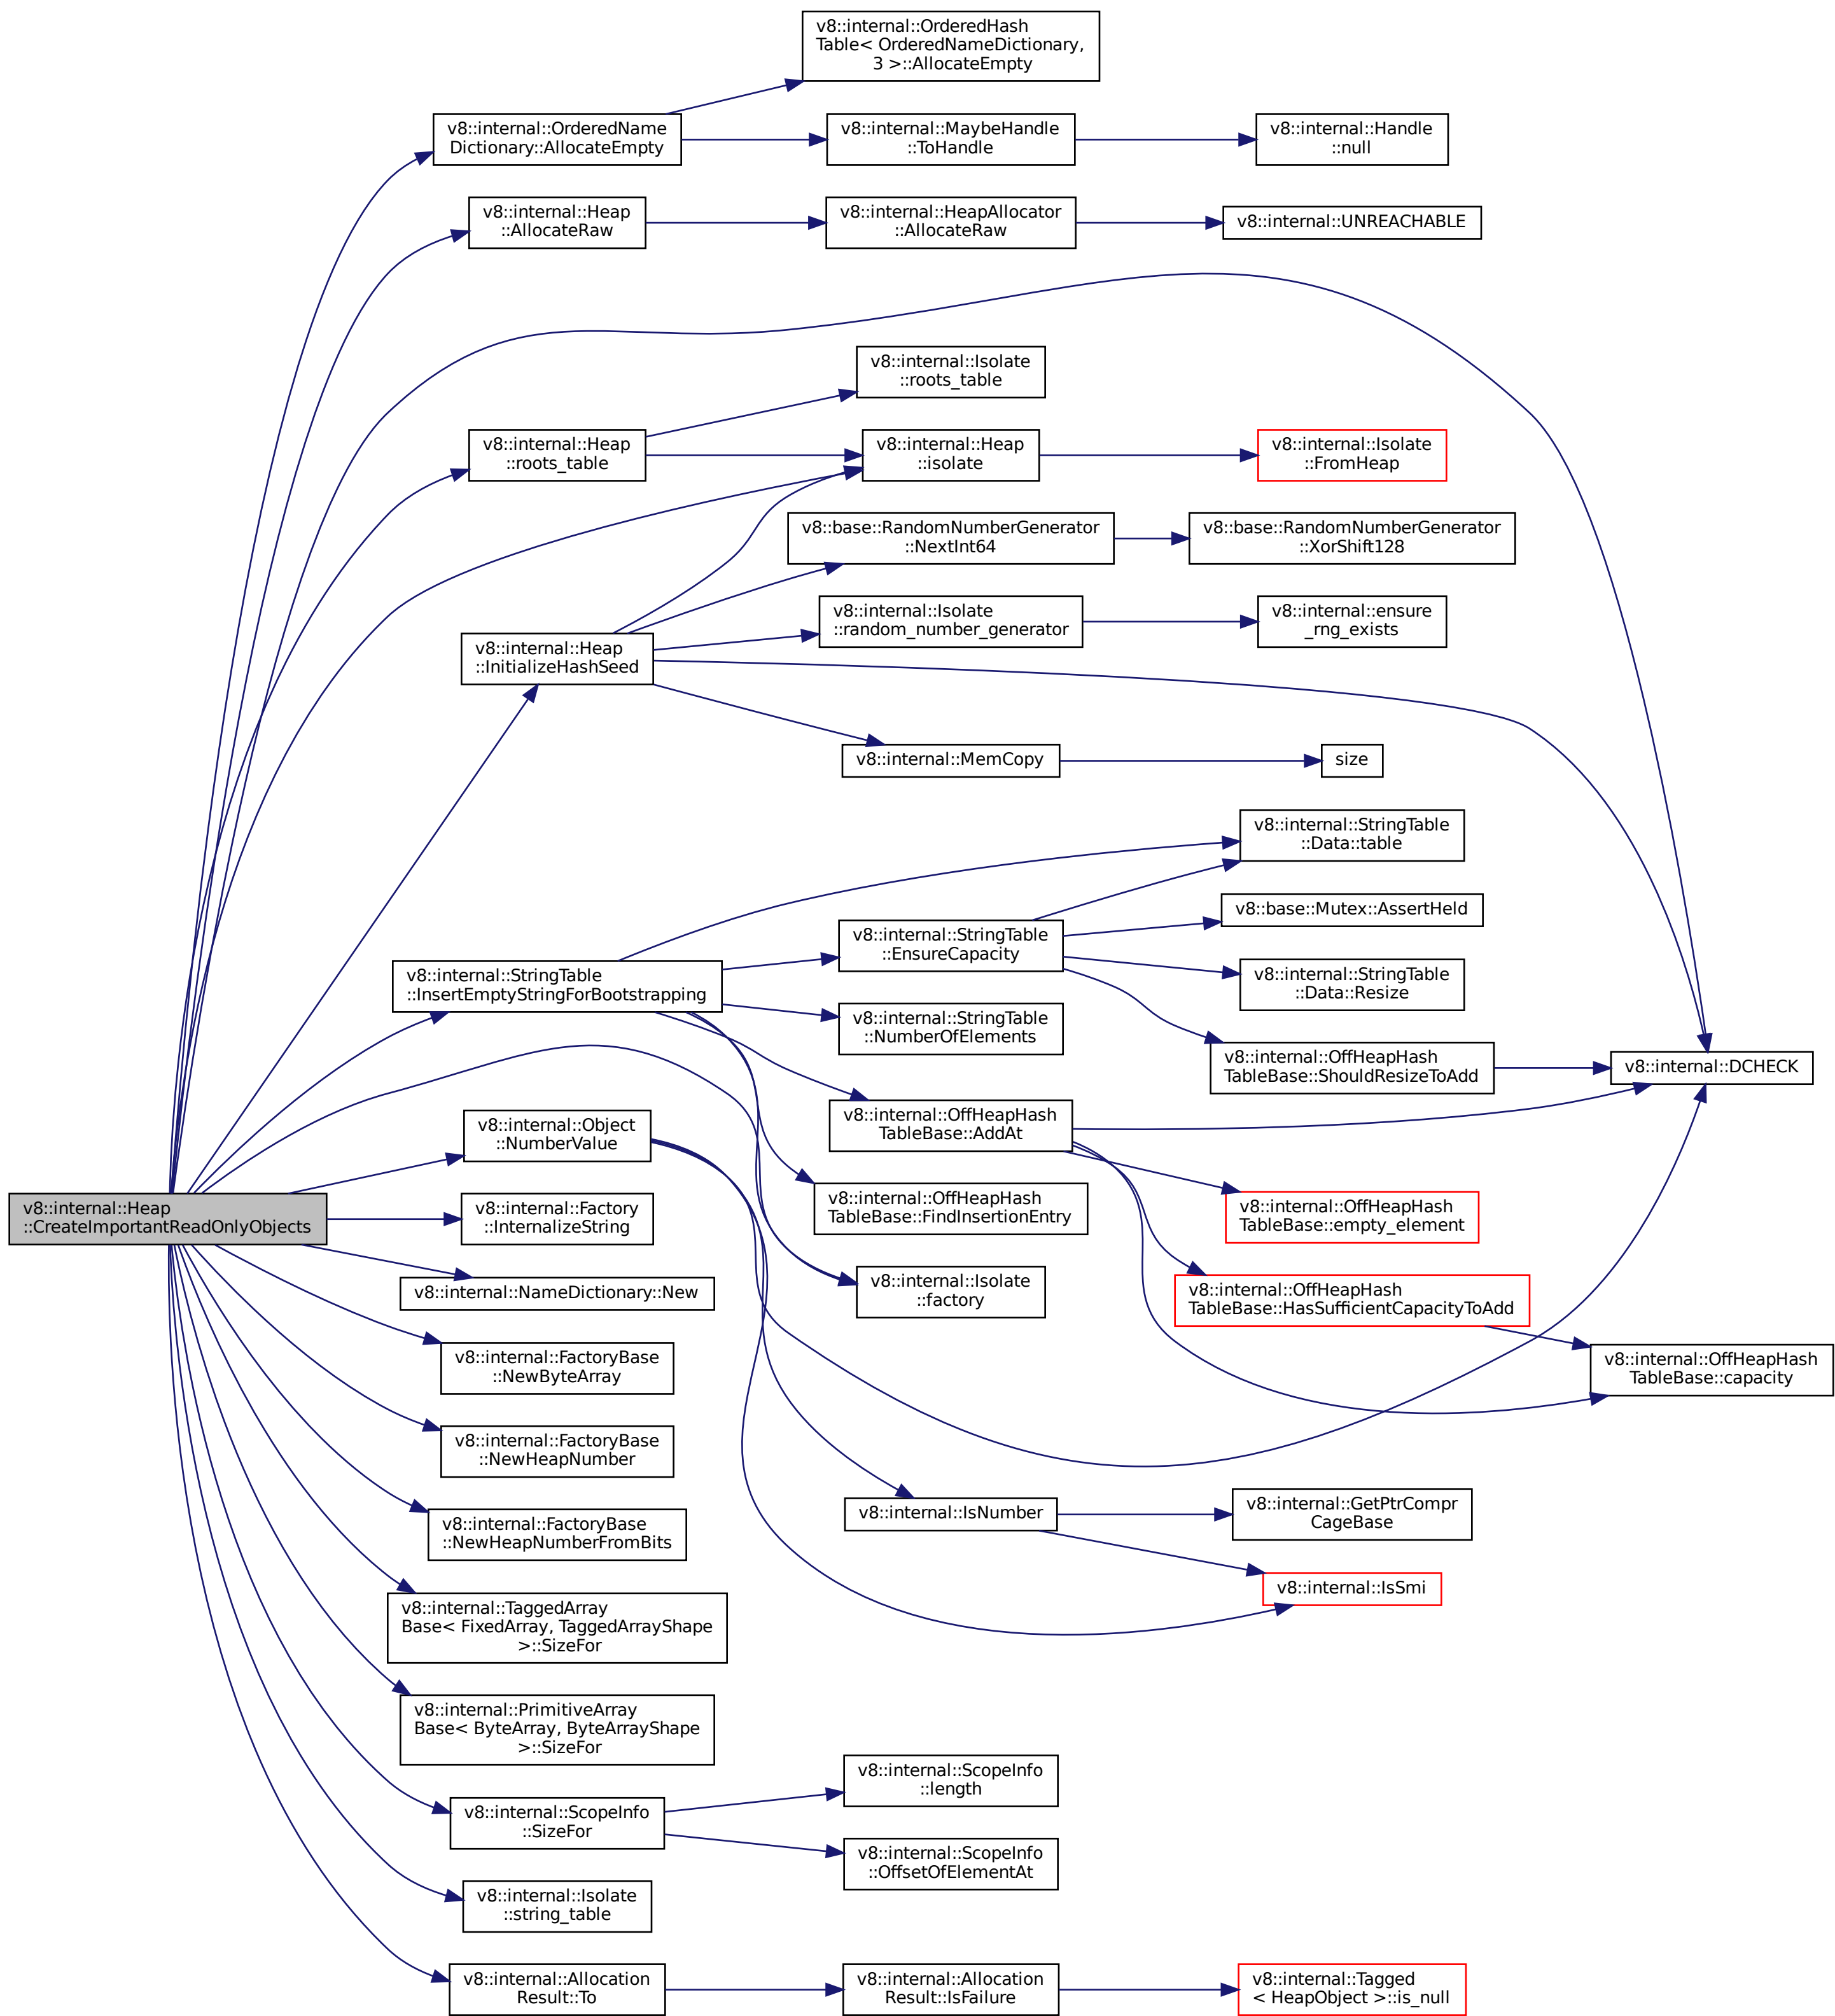 v8::internal::OrderedHash
Table< OrderedNameDictionary,
3 >::AllocateEmpty
v8::internal::OrderedName
Dictionary::AllocateEmpty
v8::internal::MaybeHandle
::ToHandle
v8::internal::Handle
::null
v8::internal::Heap
::AllocateRaw
v8::internal::HeapAllocator
::AllocateRaw
v8::internal::UNREACHABLE
v8::internal::Isolate
::roots_table
v8::internal::Heap
::roots_table
v8::internal::Heap
::isolate
v8::internal::Isolate
::FromHeap
v8::base::RandomNumberGenerator
::NextInt64
v8::base::RandomNumberGenerator
::XorShift128
v8::internal::Isolate
::random_number_generator
v8::internal::ensure
_rng_exists
v8::internal::Heap
::InitializeHashSeed
v8::internal::MemCopy
size
v8::internal::StringTable
::Data::table
v8::base::Mutex::AssertHeld
v8::internal::StringTable
::EnsureCapacity
v8::internal::StringTable
::Data::Resize
v8::internal::StringTable
::InsertEmptyStringForBootstrapping
v8::internal::StringTable
::NumberOfElements
v8::internal::OffHeapHash
TableBase::ShouldResizeToAdd
v8::internal::DCHECK
v8::internal::OffHeapHash
TableBase::AddAt
v8::internal::Object
::NumberValue
v8::internal::OffHeapHash
TableBase::FindInsertionEntry
v8::internal::OffHeapHash
TableBase::empty_element
v8::internal::Heap
::CreateImportantReadOnlyObjects
v8::internal::Factory
::InternalizeString
v8::internal::NameDictionary::New
v8::internal::Isolate
::factory
v8::internal::OffHeapHash
TableBase::HasSufficientCapacityToAdd
v8::internal::OffHeapHash
TableBase::capacity
v8::internal::FactoryBase
::NewByteArray
v8::internal::FactoryBase
::NewHeapNumber
v8::internal::FactoryBase
::NewHeapNumberFromBits
v8::internal::IsNumber
v8::internal::GetPtrCompr
CageBase
v8::internal::IsSmi
v8::internal::TaggedArray
Base< FixedArray, TaggedArrayShape
>::SizeFor
v8::internal::PrimitiveArray
Base< ByteArray, ByteArrayShape
>::SizeFor
v8::internal::ScopeInfo
::length
v8::internal::ScopeInfo
::SizeFor
v8::internal::ScopeInfo
::OffsetOfElementAt
v8::internal::Isolate
::string_table
v8::internal::Allocation
Result::To
v8::internal::Allocation
Result::IsFailure
v8::internal::Tagged
< HeapObject >::is_null